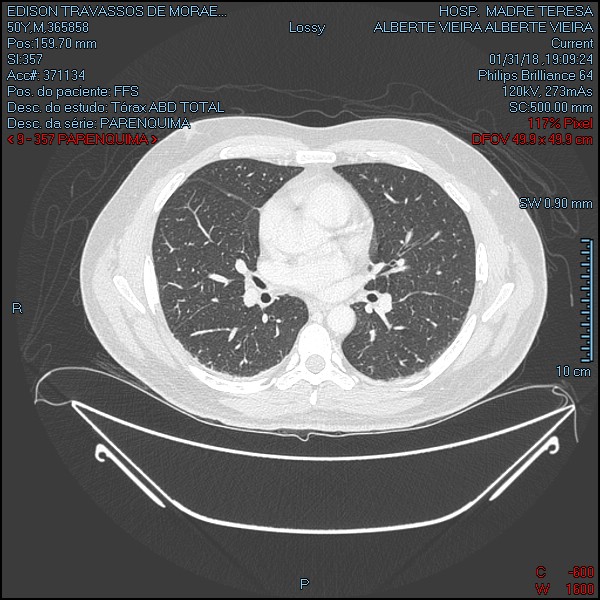 EDISON TRAVASSOS DE MORAE...
50Y,M,365858
Pos:159.70 mm
SI:357
Acc#: 371134
Pos. do paciente: FFS
Desc. do estudo: Tórax ABD TOTAL
Desc. da série: PARENQUIMA
< 9 - 357 PARENQUIMA >
Lossy
HOSP. MADRE TERESA
ALBERTE VIEIRA ALBERTE VIEIRA
Current
01/31/18 ,19:09:24
Philips Brilliance 64
120kV, 273mAs
SC:500.00 mm
117% Pixel
DFOV 49.9 x 49.9 cm
SW 0.90 mm
R
10 cm
P
C -600
W 1600